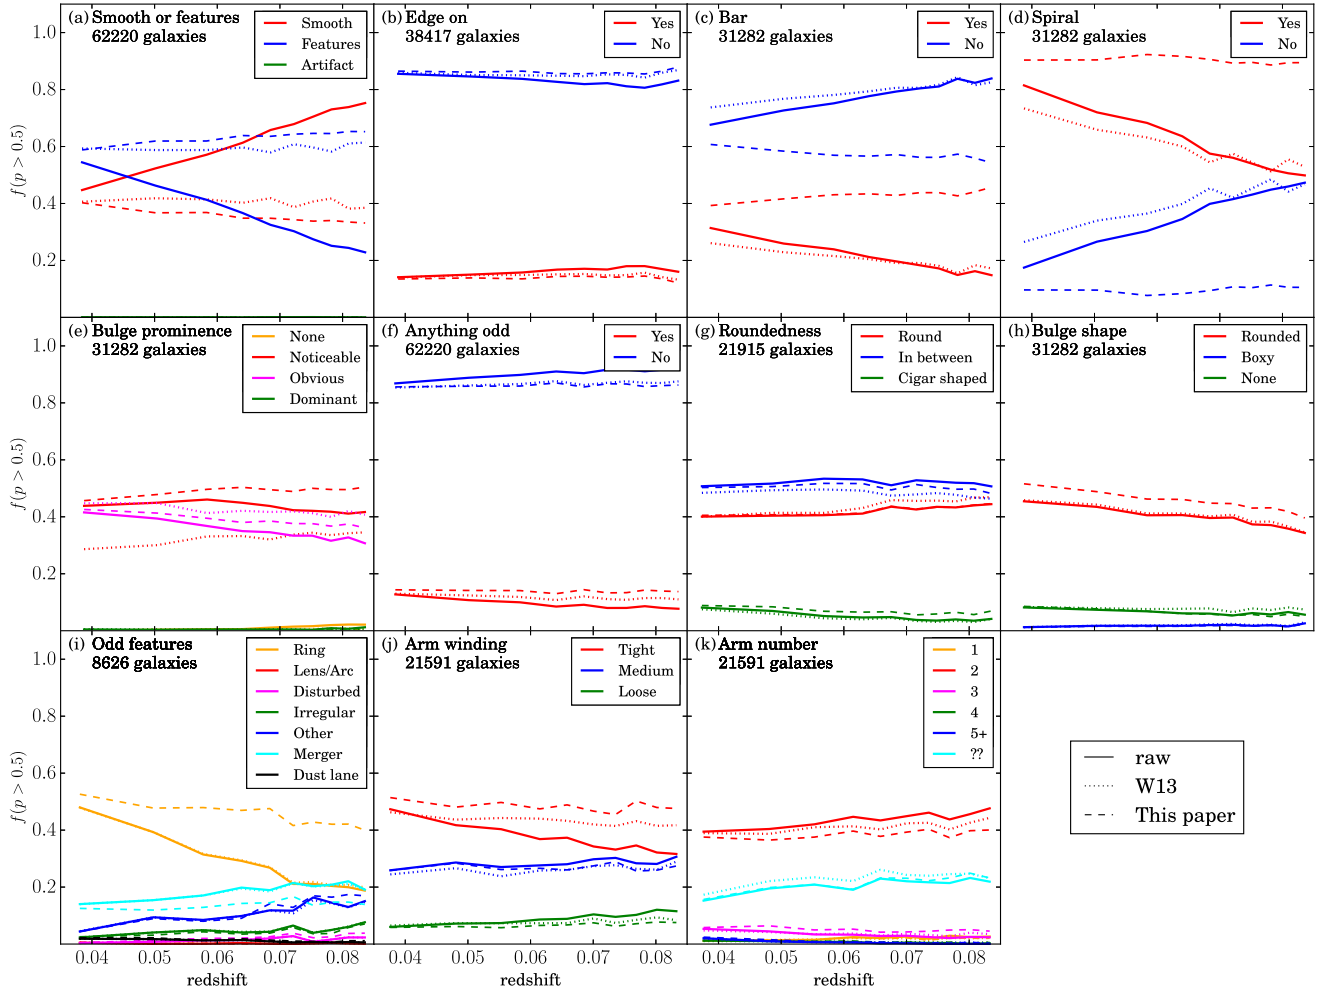 (a) Smooth or features
62220 galaxies
Smooth
Features
Artifact
(b) Edge on
38417 galaxies
Yes
No
(c) Bar
31282 galaxies
Yes
No
(d) Spiral
31282 galaxies
Yes
No
1.0
0.8
0.6
0.4
0.2
f(p > 0.5)
(e) Bulge prominence
31282 galaxies
None
Noticeable
Obvious
Dominant
(f) Anything odd
62220 galaxies
Yes
No
(g) Roundedness
21915 galaxies
Round
In between
Cigar shaped
(h) Bulge shape
31282 galaxies
Rounded
Boxy
None
1.0
0.8
0.6
0.4
0.2
f(p > 0.5)
(i) Odd features
8626 galaxies
Ring
Lens/Arc
Disturbed
Irregular
Other
Merger
Dust lane
(j) Arm winding
21591 galaxies
Tight
Medium
Loose
(k) Arm number
21591 galaxies
1
2
3
4
5+
??
1.0
0.8
0.6
0.4
0.2
f(p > 0.5)
raw
W13
This paper
0.04 0.05 0.06 0.07 0.08
redshift
0.04 0.05 0.06 0.07 0.08
redshift
0.04 0.05 0.06 0.07 0.08
redshift